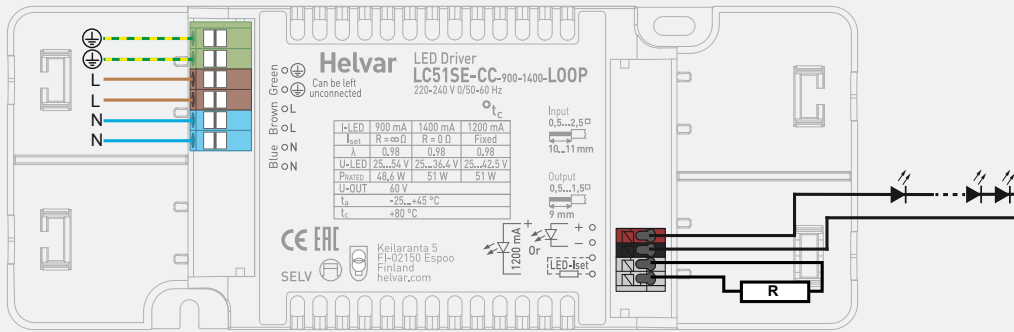 L
L
N
N
Green
Brown
Blue
Can be left
unconnected
L
L
N
N
Helvar
LED Driver
LC51SE-CC-900-1400-LOOP
220-240 V 0/50-60 Hz
tc
I-LED 900 mA 1400 mA 1200 mA
Iset R = ∞ Ω R = 0 Ω Fixed
λ 0.98 0.98 0.98
U-LED 25...54 V 25...36.4 V 25...42.5 V
PRATED 48.6 W 51 W 51 W
U-OUT 60 V
ta -25...+45 °C
tc +80 °C
Input
0,5...2,5
10...11 mm
Output
0,5...1,5
9 mm
CE EAC
SELV
Keilaranta 5
FI-02150 Espoo
Finland
helvar.com
1200 mA
+
Or
+
–
LED-Iset
R